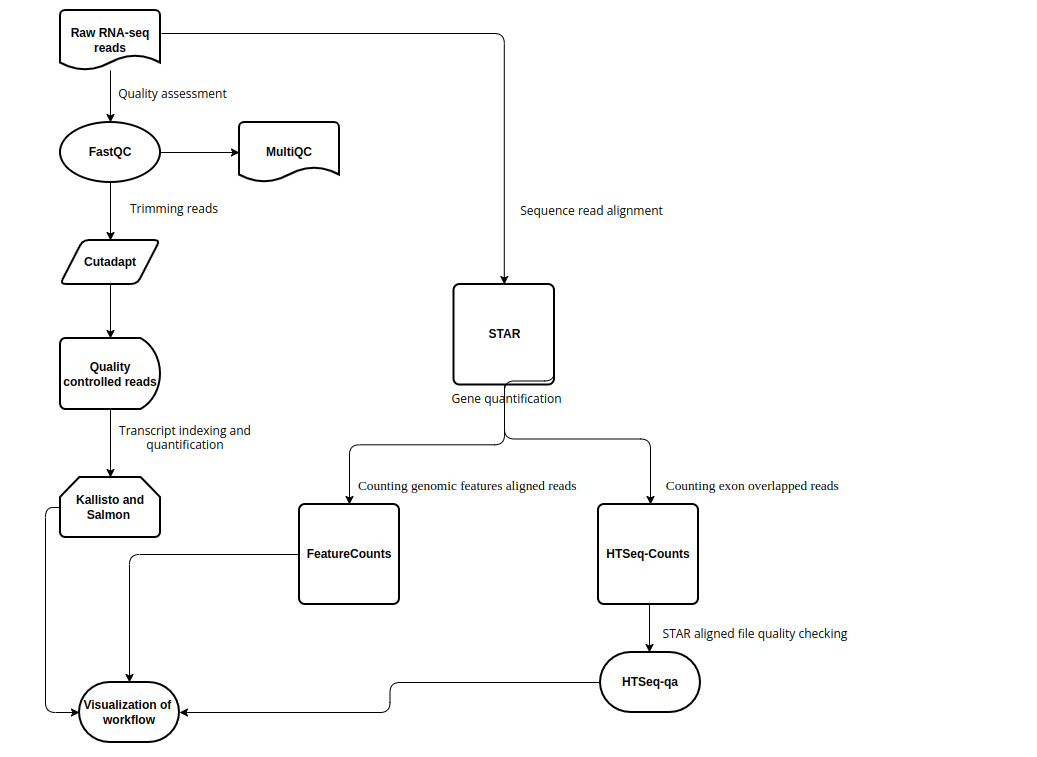 Raw RNA-seq
reads
Quality assessment
FastQC
MultiQC
Trimming reads
Sequence read alignment
Cutadapt
STAR
Quality
controlled reads
Gene quantification
Transcript indexing and
quantification
Counting genomic features aligned reads
Counting exon overlapped reads
Kallisto and
Salmon
FeatureCounts
HTSeq-Counts
STAR aligned file quality checking
HTSeq-qa
Visualization of
workflow